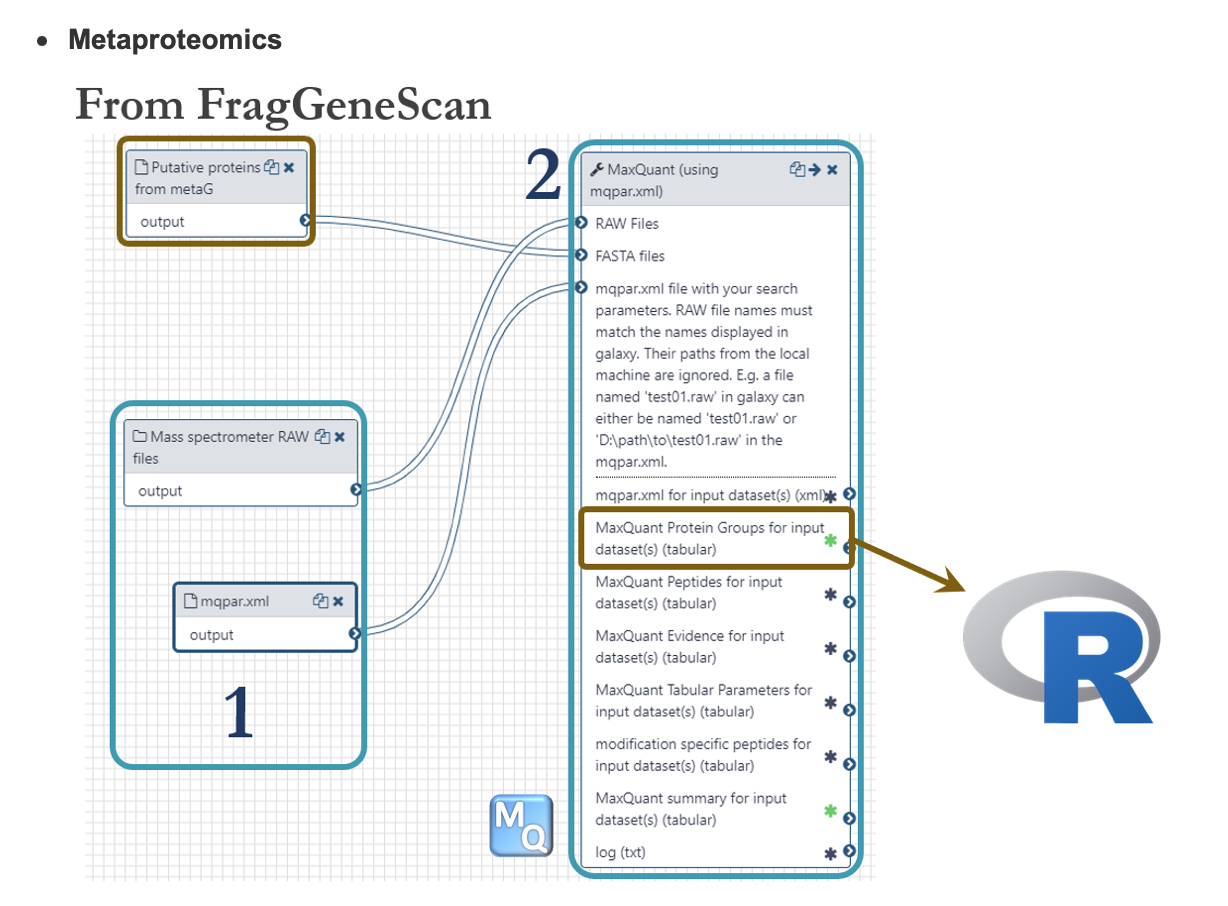 Metaproteomics
From FragGeneScan
Putative proteins
from metaG
output
2
MaxQuant (using
mqpar.xml)
RAW Files
FASTA files
mqpar.xml file with your search
parameters. RAW file names must
match the names displayed in
galaxy. Their paths from the local
machine are ignored. E.g. a file
named 'test01.raw' in galaxy can
either be named 'test01.raw' or
'D:\path\to\test01.raw' in the
mqpar.xml.
mqpar.xml for input dataset(s) (xml)
MaxQuant Protein Groups for input
dataset(s) (tabular)
MaxQuant Peptides for input
dataset(s) (tabular)
MaxQuant Evidence for input
dataset(s) (tabular)
MaxQuant Tabular Parameters for
input dataset(s) (tabular)
modification specific peptides for
input dataset(s) (tabular)
MaxQuant summary for input
dataset(s) (tabular)
log (txt)
Mass spectrometer RAW
files
output
mqpar.xml
output
1
MQ
R